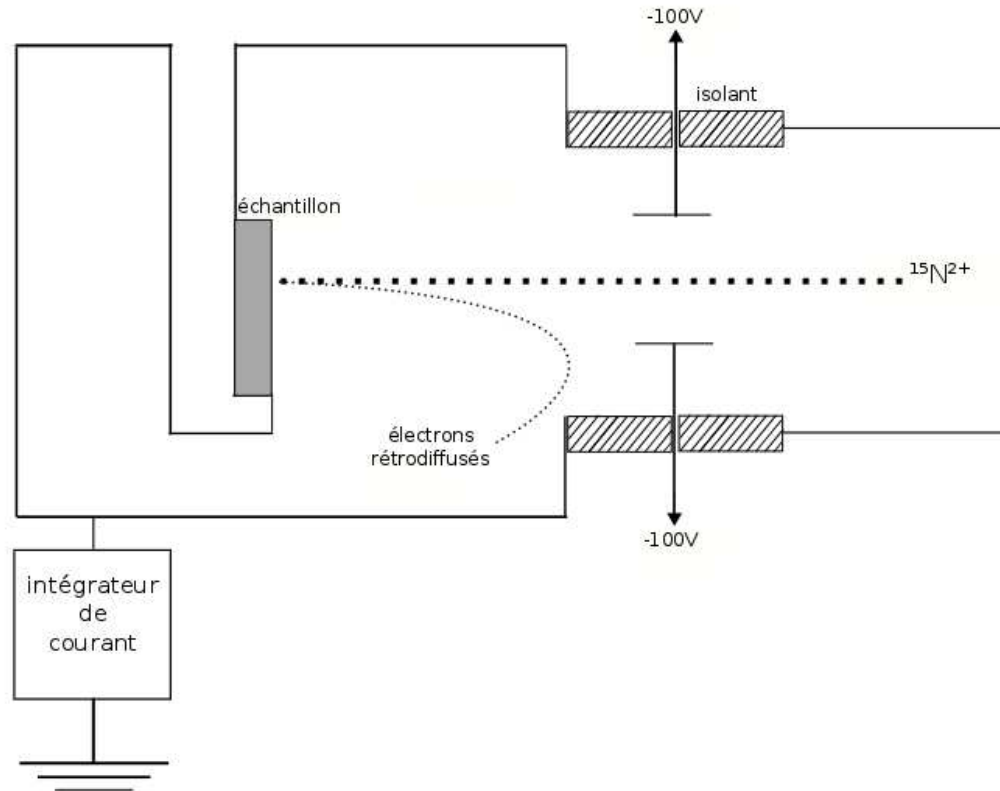 -100V
isolant
échantillon
¹⁵N²⁺
électrons
rétrodiffusés
-100V
intégrateur
de
courant